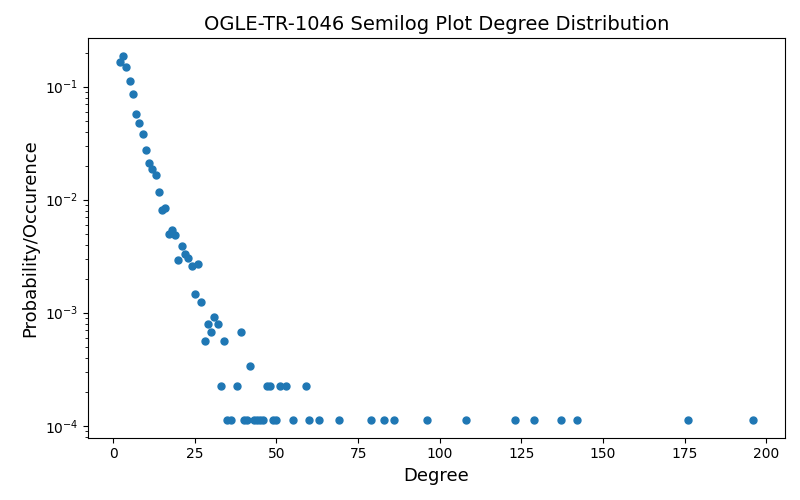 OGLE-TR-1046 Semilog Plot Degree Distribution
Probability/Occurence
10⁻¹
10⁻²
10⁻³
10⁻⁴
0 25 50 75 100 125 150 175 200
Degree